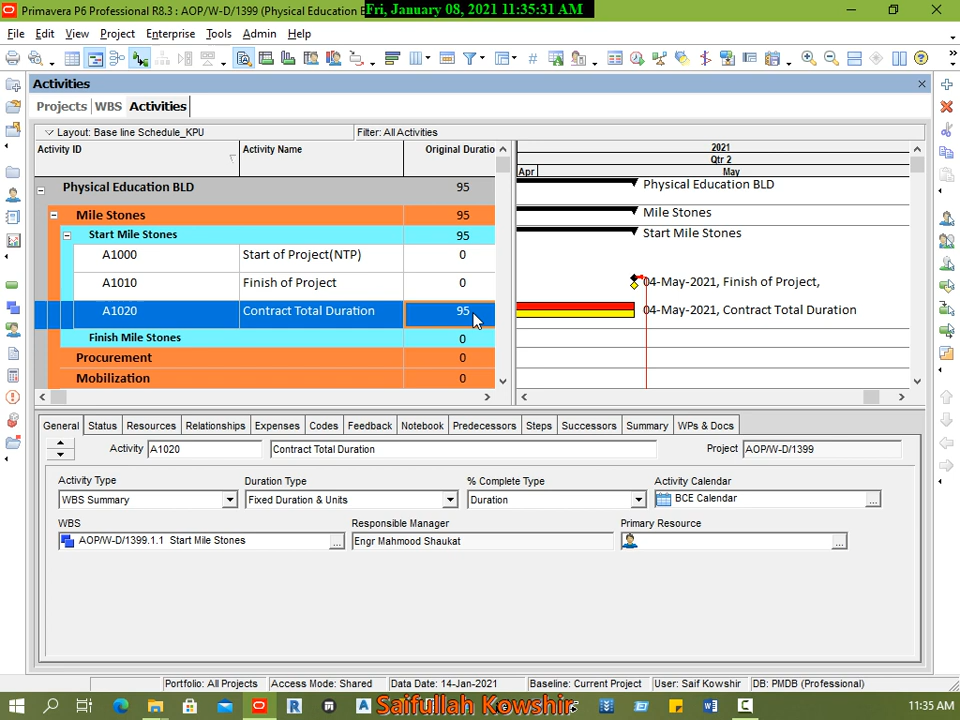 Primavera P6 Professional R8.3 : AOP/W-D/1399 (Physical Education B
Fri, January 08, 2021 11:35:31 AM
File Edit View Project Enterprise Tools Admin Help
Activities
Projects WBS Activities
Layout: Base line Schedule_KPU Filter: All Activities
Activity ID Activity Name Original Duratio
2021
Qtr 2
Apr May
Physical Education BLD 95 Physical Education BLD
Mile Stones 95 Mile Stones
Start Mile Stones 95 Start Mile Stones
A1000 Start of Project(NTP) 0
A1010 Finish of Project 0 04-May-2021, Finish of Project,
A1020 Contract Total Duration 95 04-May-2021, Contract Total Duration
Finish Mile Stones 0
Procurement 0
Mobilization 0
General Status Resources Relationships Expenses Codes Feedback Notebook Predecessors Steps Successors Summary WPs & Docs
Activity A1020 Contract Total Duration Project AOP/W-D/1399
Activity Type Duration Type % Complete Type Activity Calendar
WBS Summary Fixed Duration & Units Duration BCE Calendar
WBS Responsible Manager Primary Resource
AOP/W-D/1399.1.1 Start Mile Stones Engr Mahmood Shaukat
Portfolio: All Projects Access Mode: Shared Data Date: 14-Jan-2021 Baseline: Current Project User: Saif Kowshir DB: PMDB (Professional)
Saifullah Kowshir
11:35 AM